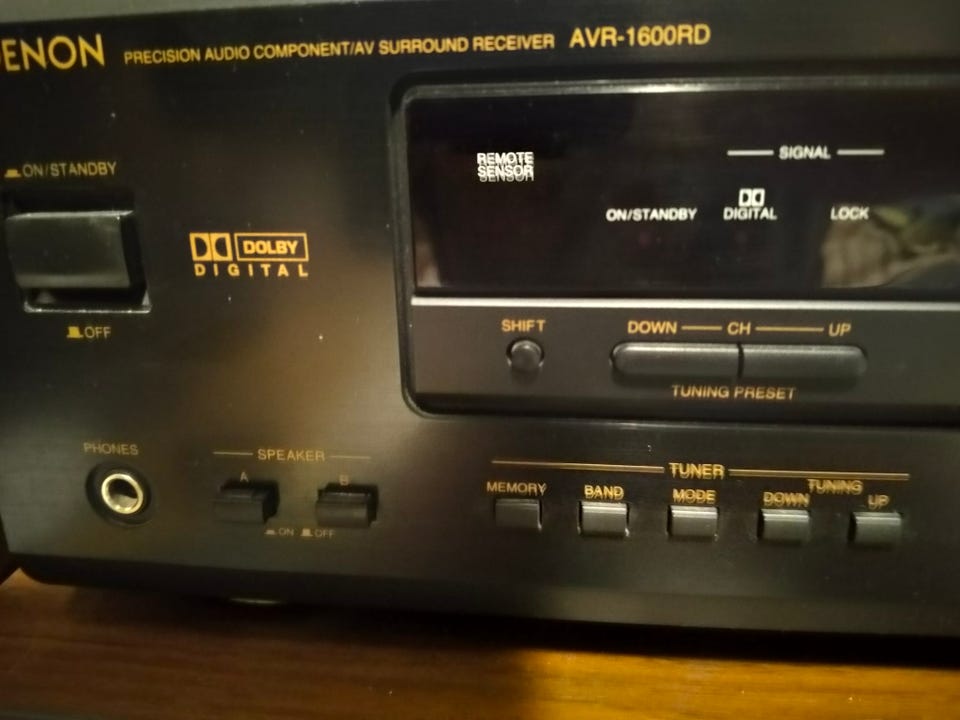 DENON PRECISION AUDIO COMPONENT/AV SURROUND RECEIVER AVR-1600RD
ON/STANDBY
OFF
DOLBY
DIGITAL
REMOTE
SENSOR
SIGNAL
ON/STANDBY DIGITAL LOCK
SHIFT DOWN CH UP
TUNING PRESET
PHONES
SPEAKER
A B
ON OFF
TUNER
TUNING
MEMORY BAND MODE DOWN UP